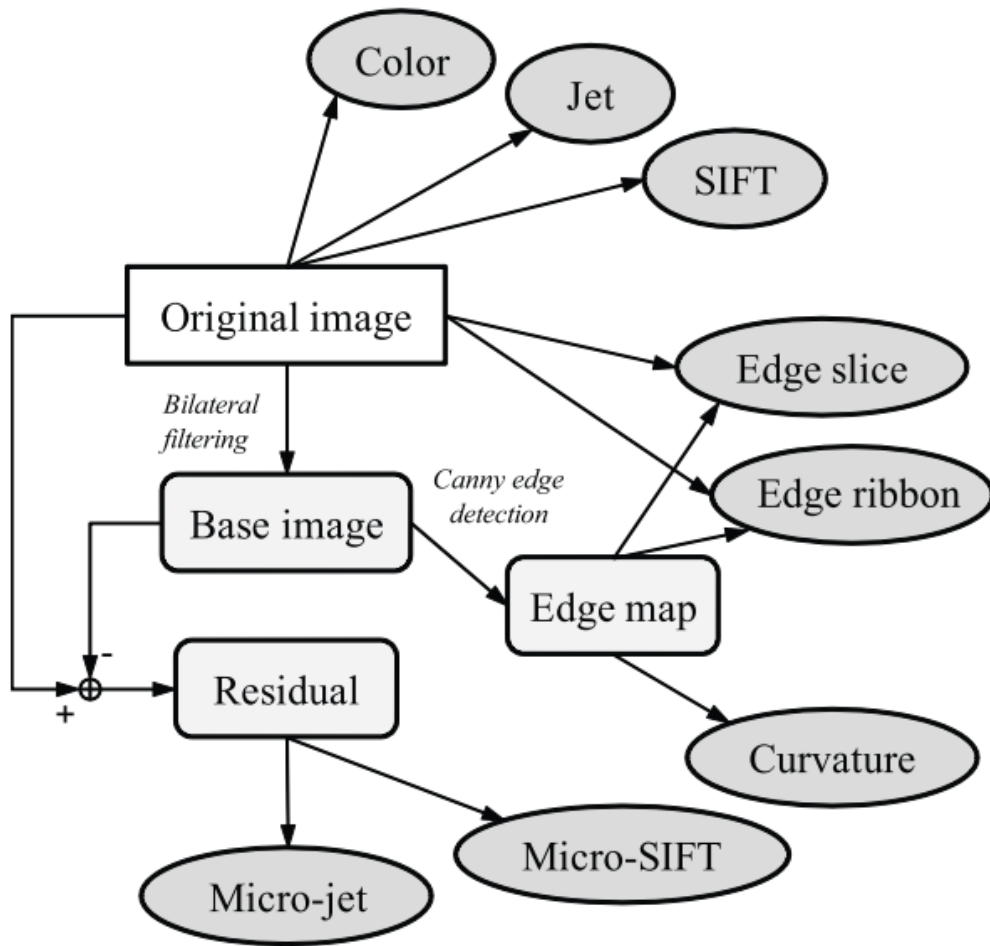 Color
Jet
SIFT
Original image
Edge slice
Bilateral
filtering
Canny edge
detection
Edge ribbon
Base image
Edge map
-
Residual
+
Curvature
Micro-SIFT
Micro-jet